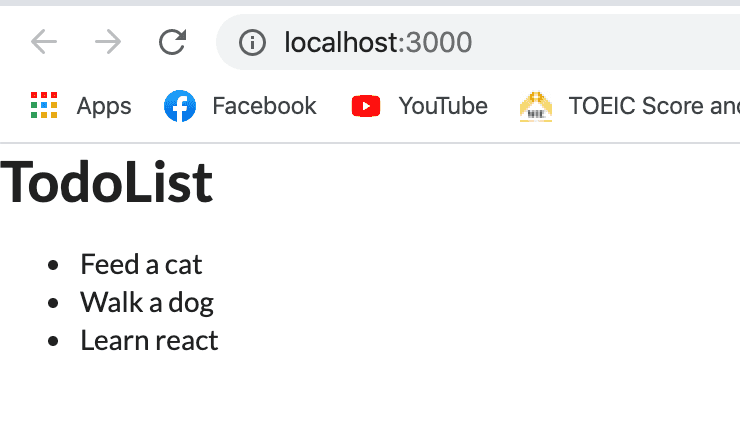 localhost:3000
Apps Facebook YouTube TOEIC Score and
TodoList
Feed a cat
Walk a dog
Learn react